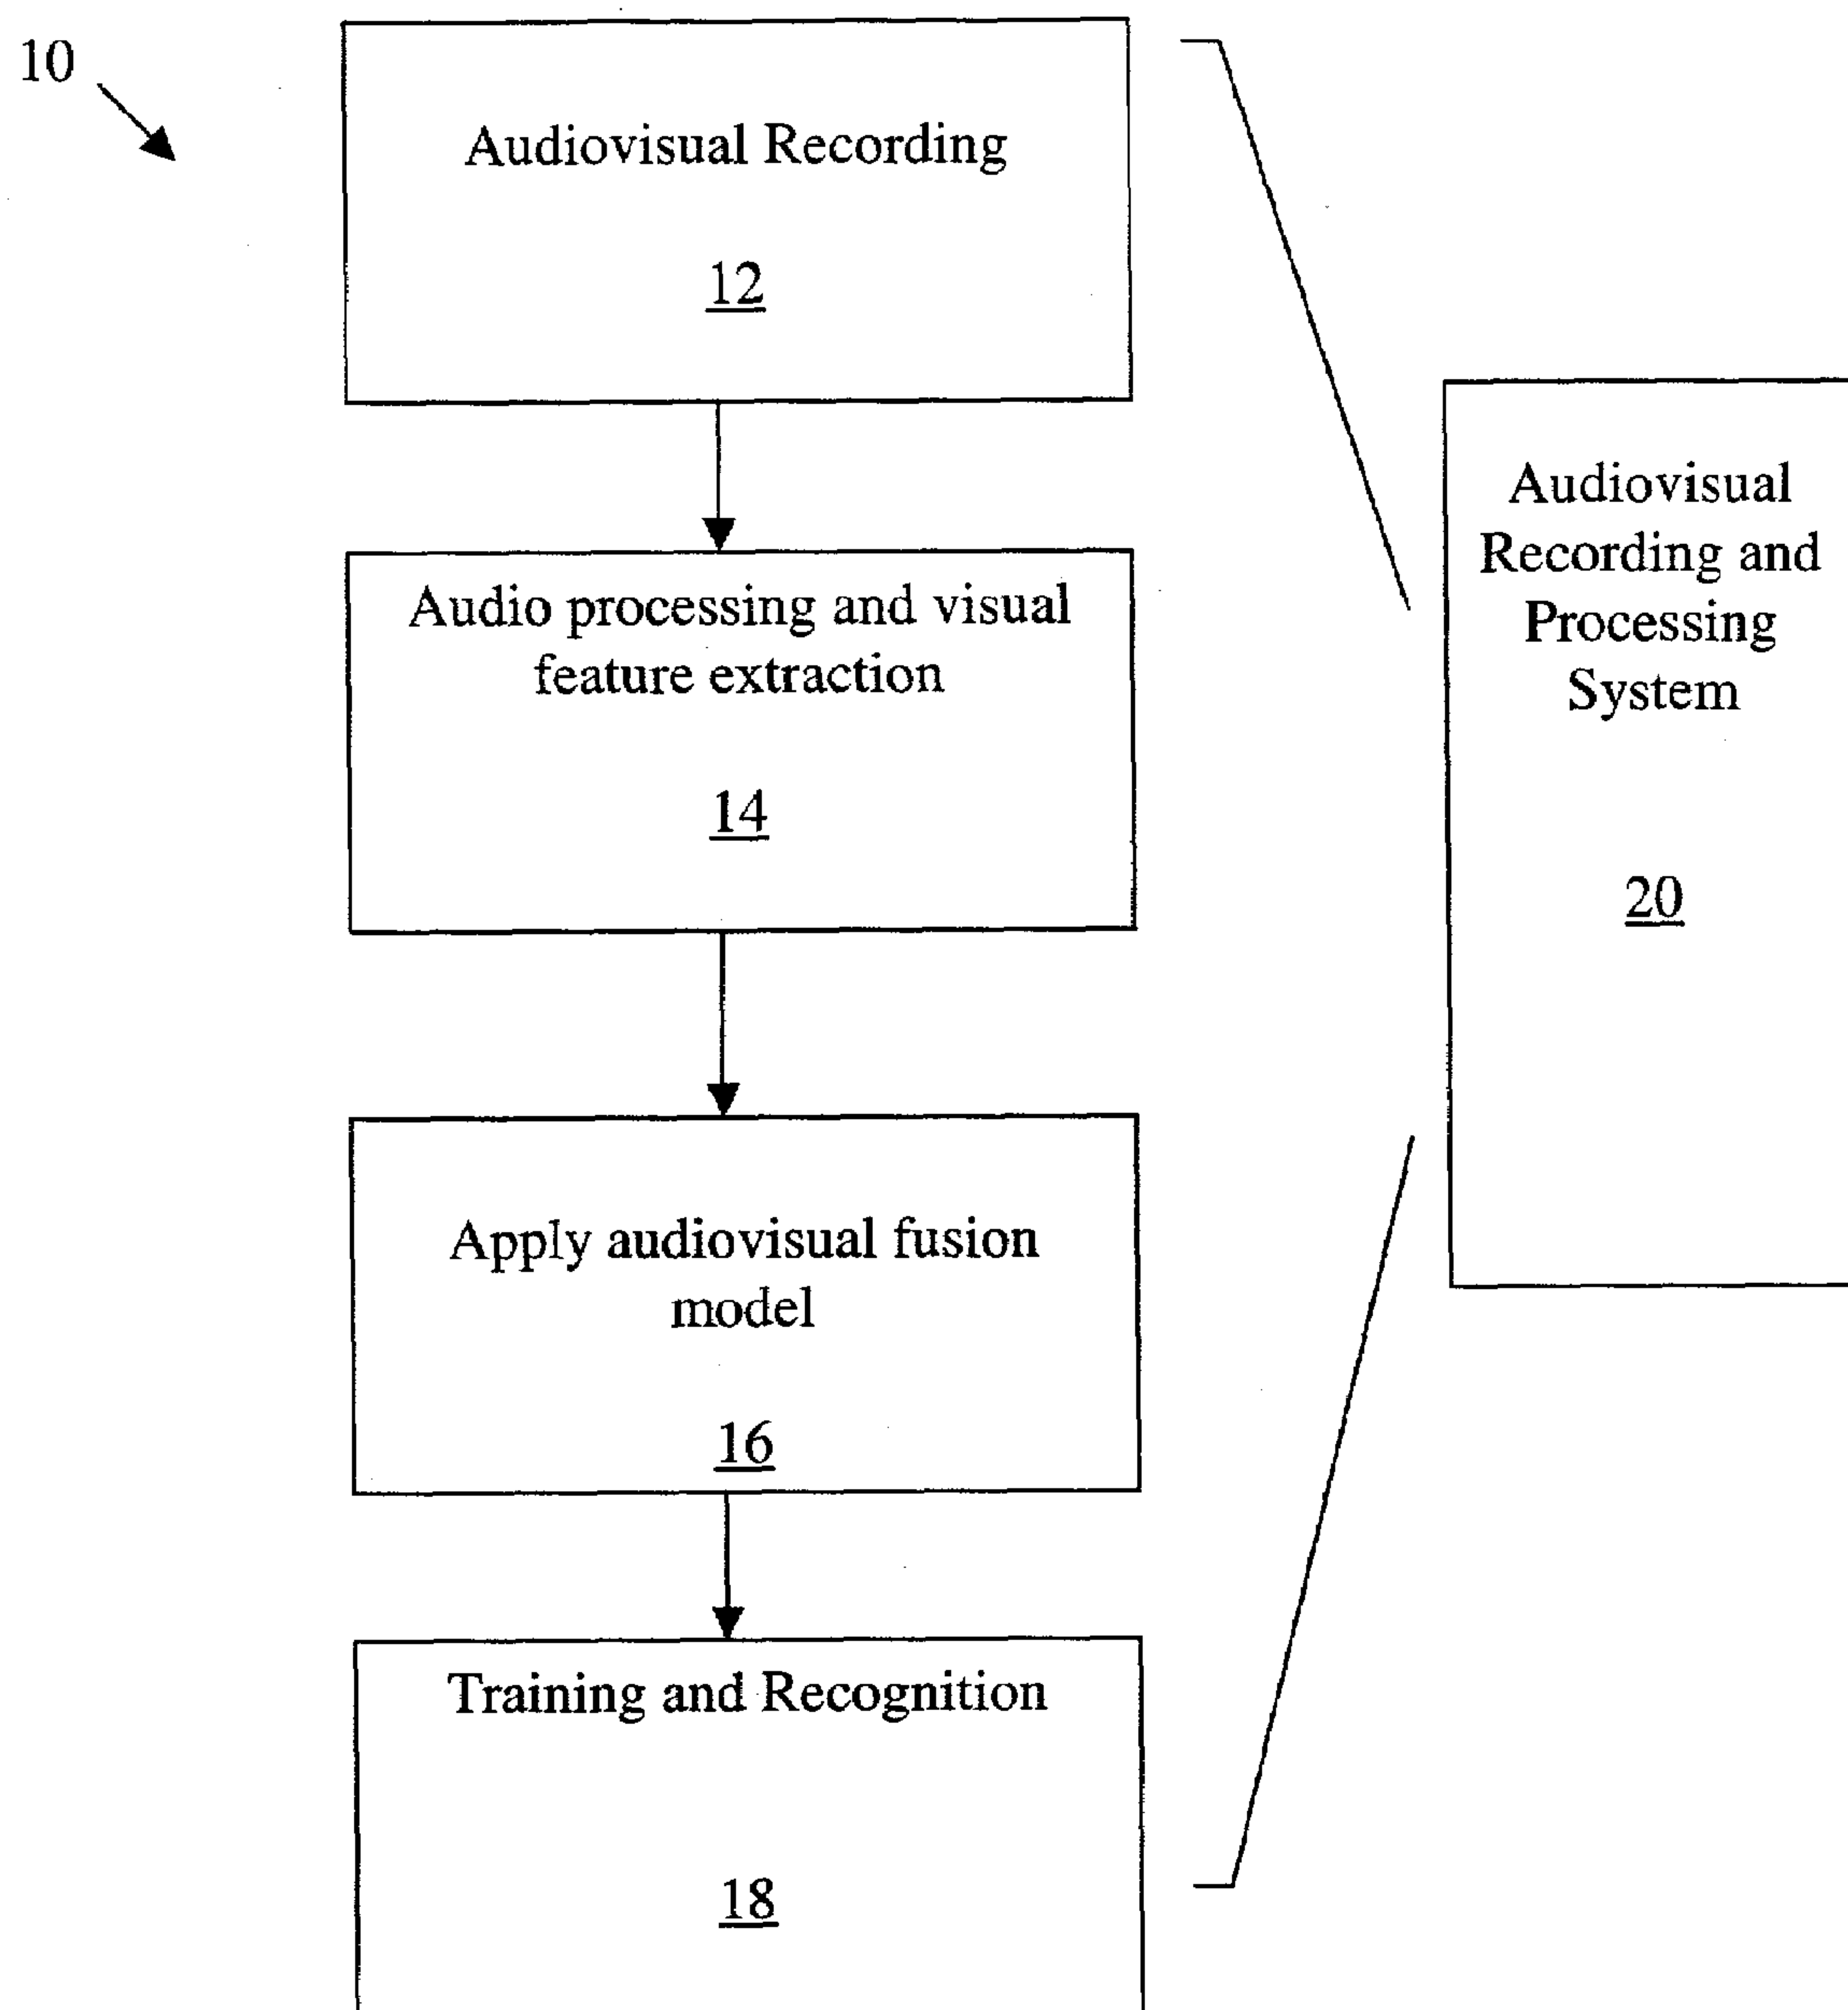 10
Audiovisual Recording
12
Audio processing and visual
feature extraction
14
Apply audiovisual fusion
model
16
Training and Recognition
18
Audiovisual
Recording and
Processing
System
20